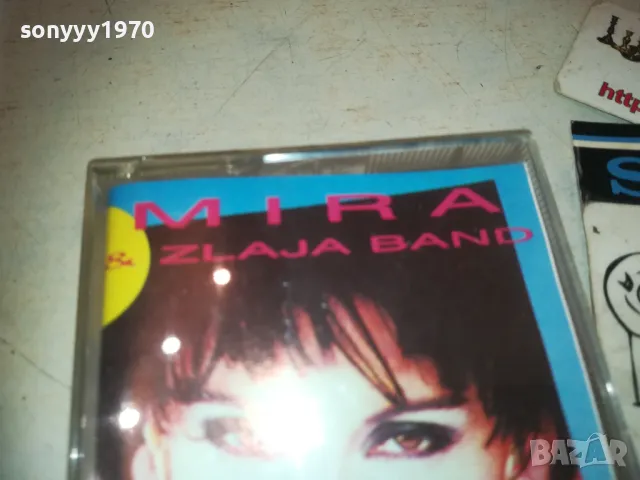 sonyyy1970
MIRA
& ZLAJA BAND
http
S
BAZAR